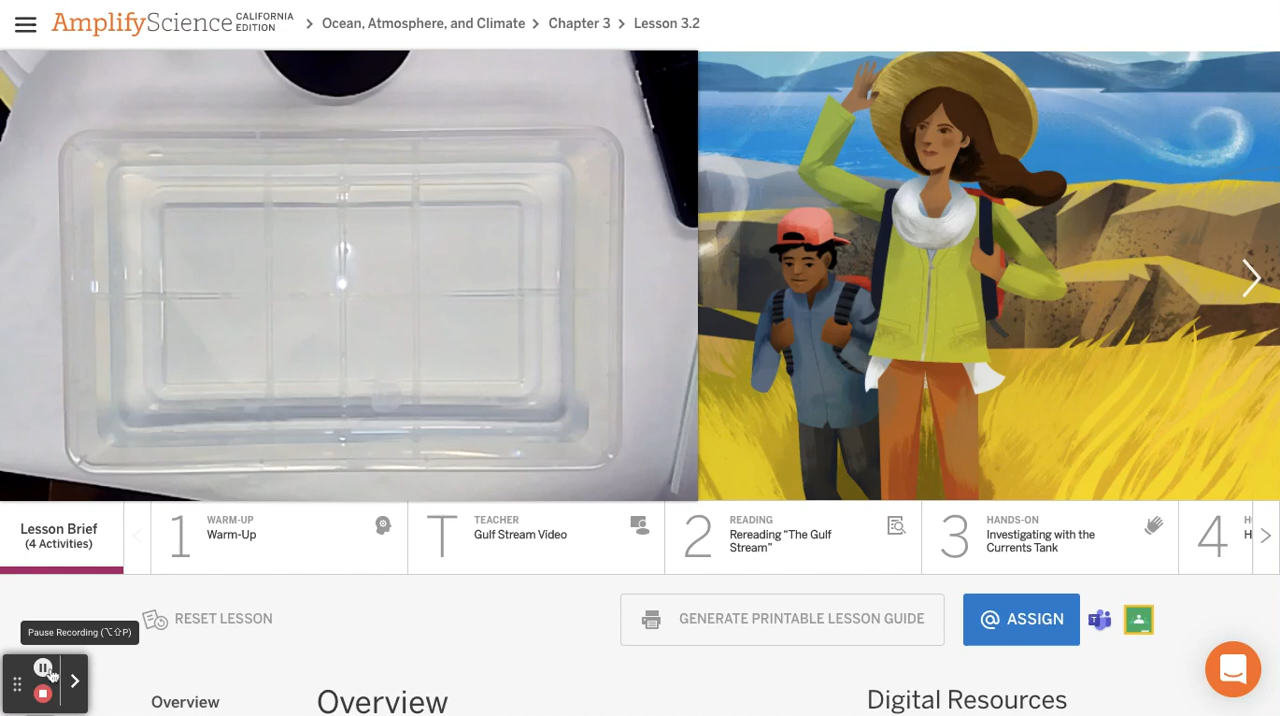 AmplifyScience CALIFORNIA EDITION > Ocean, Atmosphere, and Climate > Chapter 3 > Lesson 3.2
Lesson Brief
(4 Activities)
1 WARM-UP
Warm-Up
T TEACHER
Gulf Stream Video
2 READING
Rereading “The Gulf
Stream”
3 HANDS-ON
Investigating with the
Currents Tank
4
RESET LESSON
GENERATE PRINTABLE LESSON GUIDE
@ ASSIGN
Pause Recording (⌥⇧P)
Overview
Overview
Digital Resources